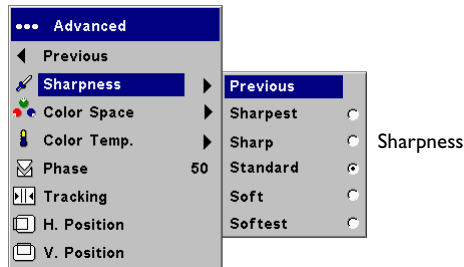 ••• Advanced
Previous
Sharpness
Color Space
Color Temp.
Phase 50
Tracking
H. Position
V. Position
Previous
Sharpest
Sharp
Standard
Soft
Softest
Sharpness